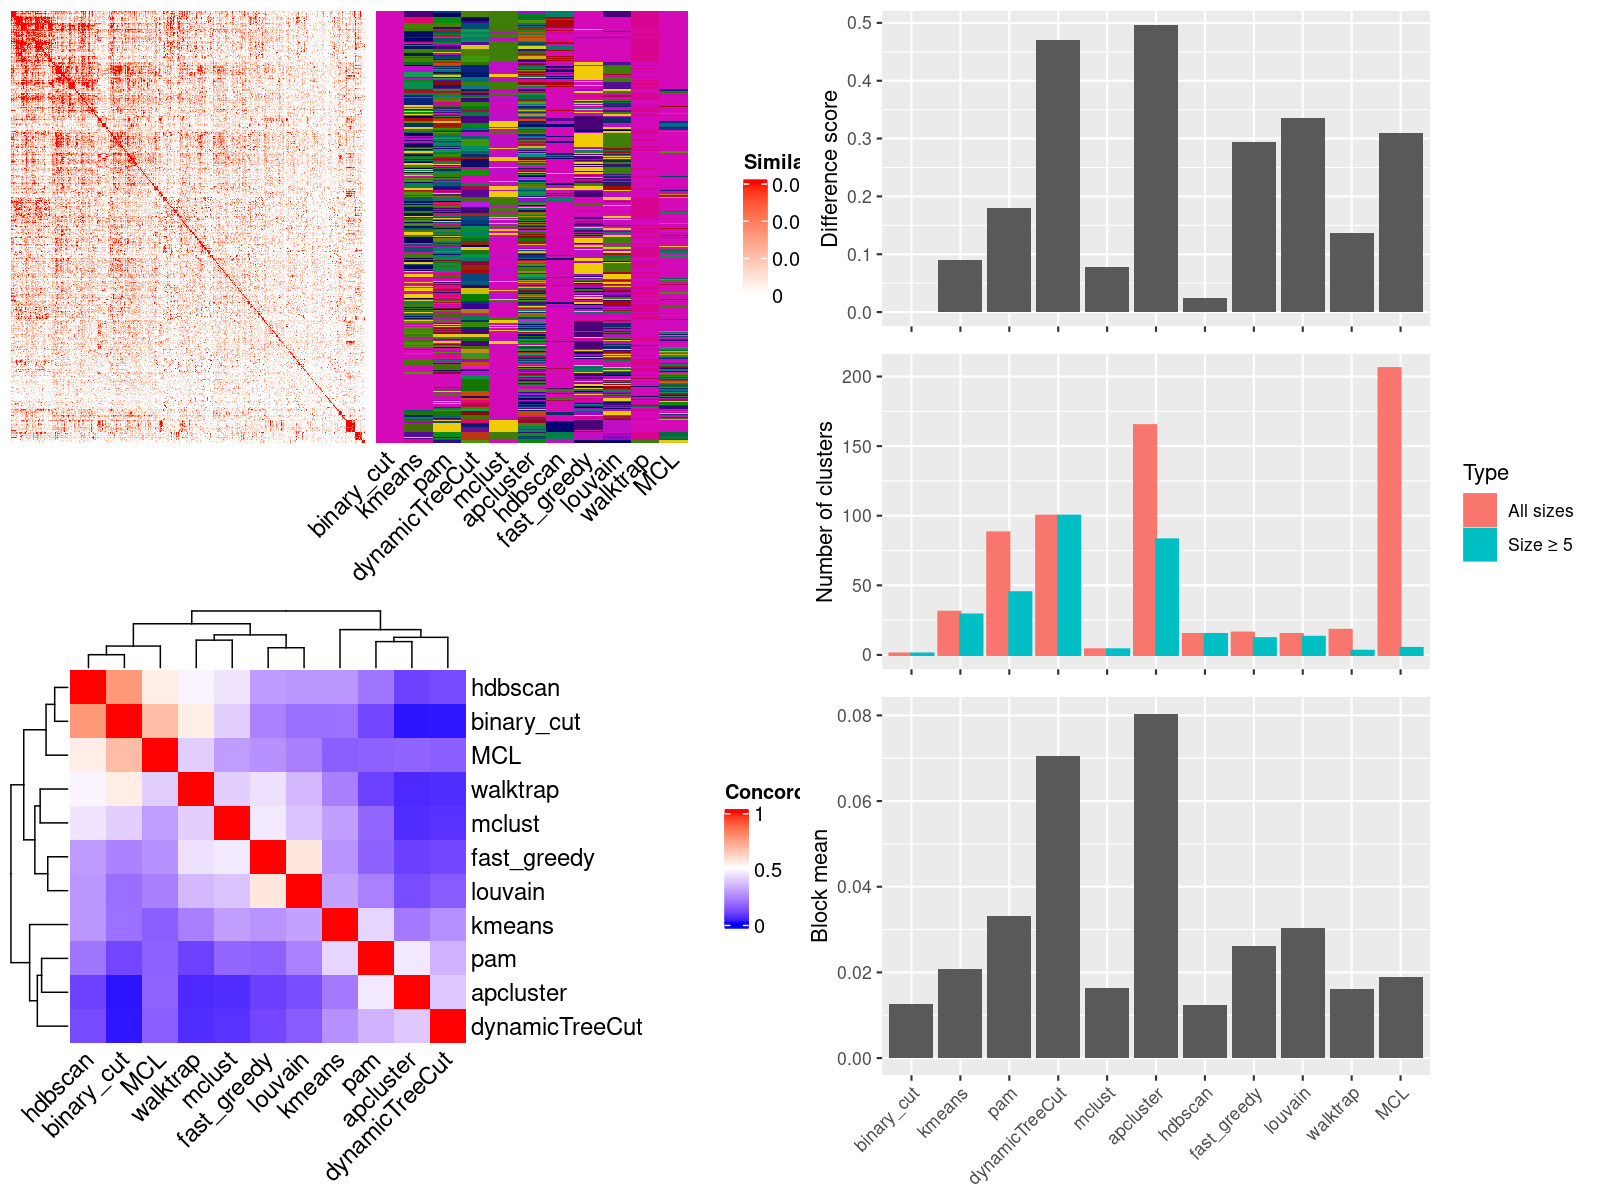 Simila
0.0
0.0
0.0
0
binary_cut
kmeans
pam
dynamicTreeCut
mclust
apcluster
hdbscan
fast_greedy
louvain
walktrap
MCL
hdbscan
binary_cut
MCL
walktrap
mclust
fast_greedy
louvain
kmeans
pam
apcluster
dynamicTreeCut
hdbscan
binary_cut
MCL
walktrap
mclust
fast_greedy
louvain
kmeans
pam
apcluster
dynamicTreeCut
Concord
1
0.5
0
Difference score
0.5
0.4
0.3
0.2
0.1
0.0
Number of clusters
200
150
100
50
0
Type
All sizes
Size ≥ 5
Block mean
0.08
0.06
0.04
0.02
0.00
binary_cut
kmeans
pam
dynamicTreeCut
mclust
apcluster
hdbscan
fast_greedy
louvain
walktrap
MCL